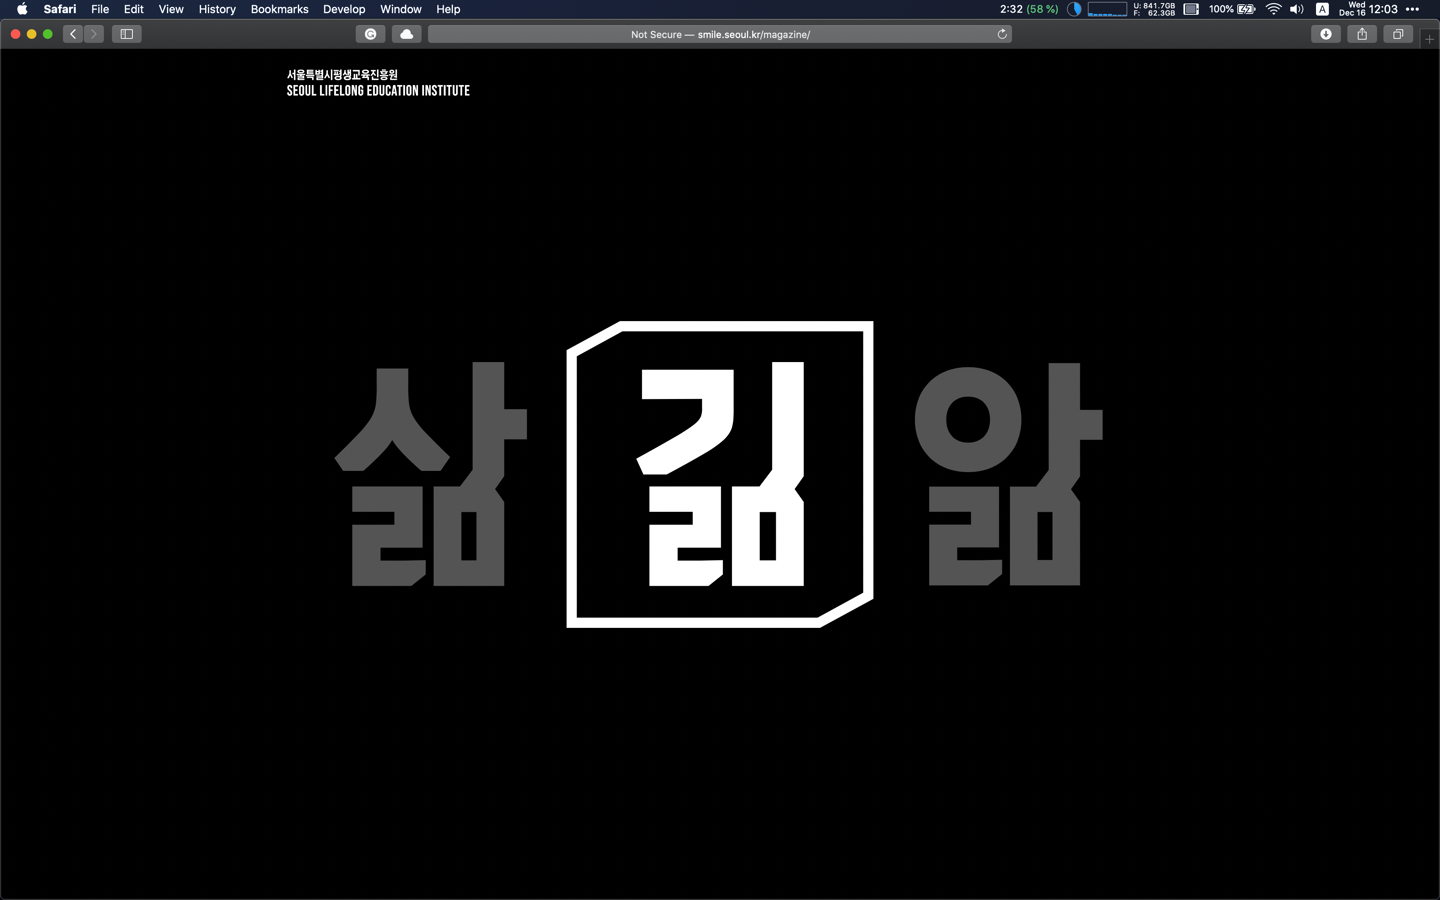 Safari File Edit View History Bookmarks Develop Window Help 2:32 (58 %) U: 841.7GB F: 62.3GB 100% A Wed Dec 16 12:03
Not Secure — smile.seoul.kr/magazine/
서울특별시평생교육진흥원
SEOUL LIFELONG EDUCATION INSTITUTE
삶 긺 앎